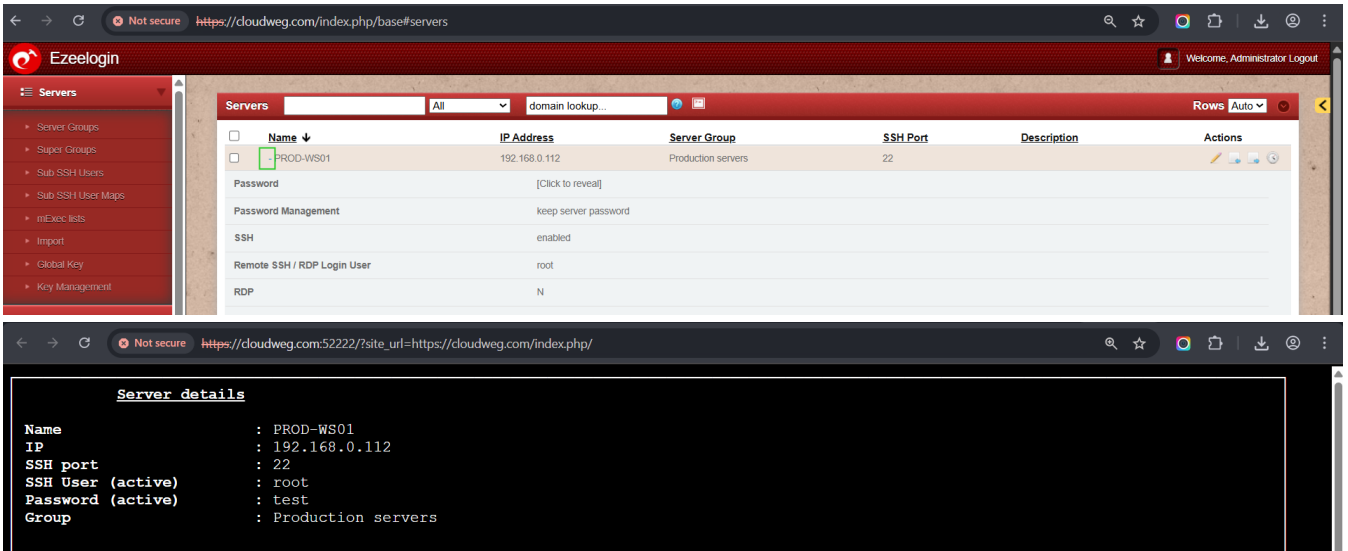 Not secure https://cloudweg.com/index.php/base#servers
Ezeelogin
Welcome, Administrator Logout
Servers
Server Groups
Super Groups
Sub SSH Users
Sub SSH User Maps
mExec lists
Import
Global Key
Key Management
Servers All domain lookup... Rows Auto
Name IP Address Server Group SSH Port Description Actions
- PROD-WS01 192.168.0.112 Production servers 22
Password [Click to reveal]
Password Management keep server password
SSH enabled
Remote SSH / RDP Login User root
RDP N
Not secure https://cloudweg.com:52222/?site_url=https://cloudweg.com/index.php/
Server details
Name : PROD-WS01
IP : 192.168.0.112
SSH port : 22
SSH User (active) : root
Password (active) : test
Group : Production servers